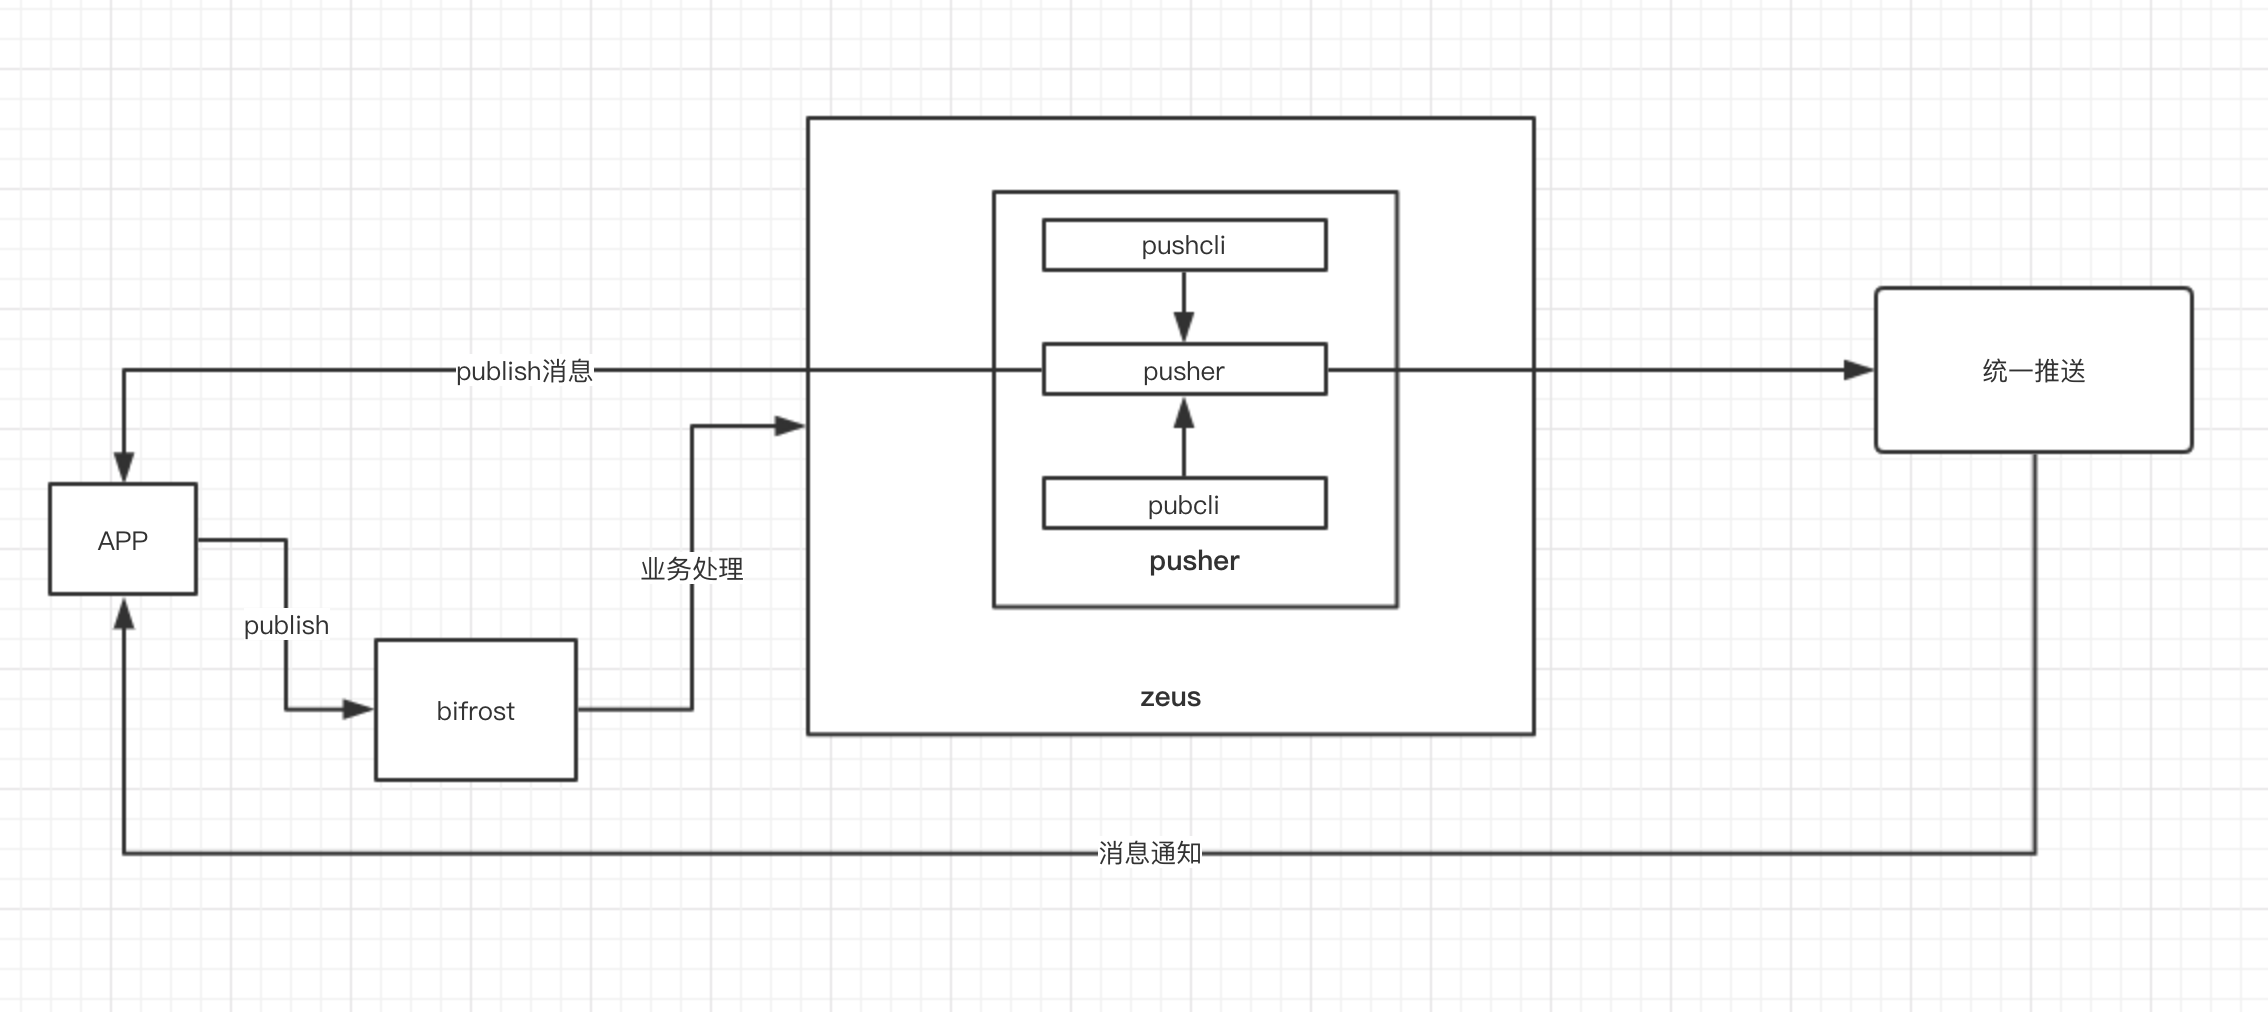 pushcli
publish消息
pusher
统一推送
pubcli
APP
pusher
业务处理
publish
zeus
bifrost
消息通知